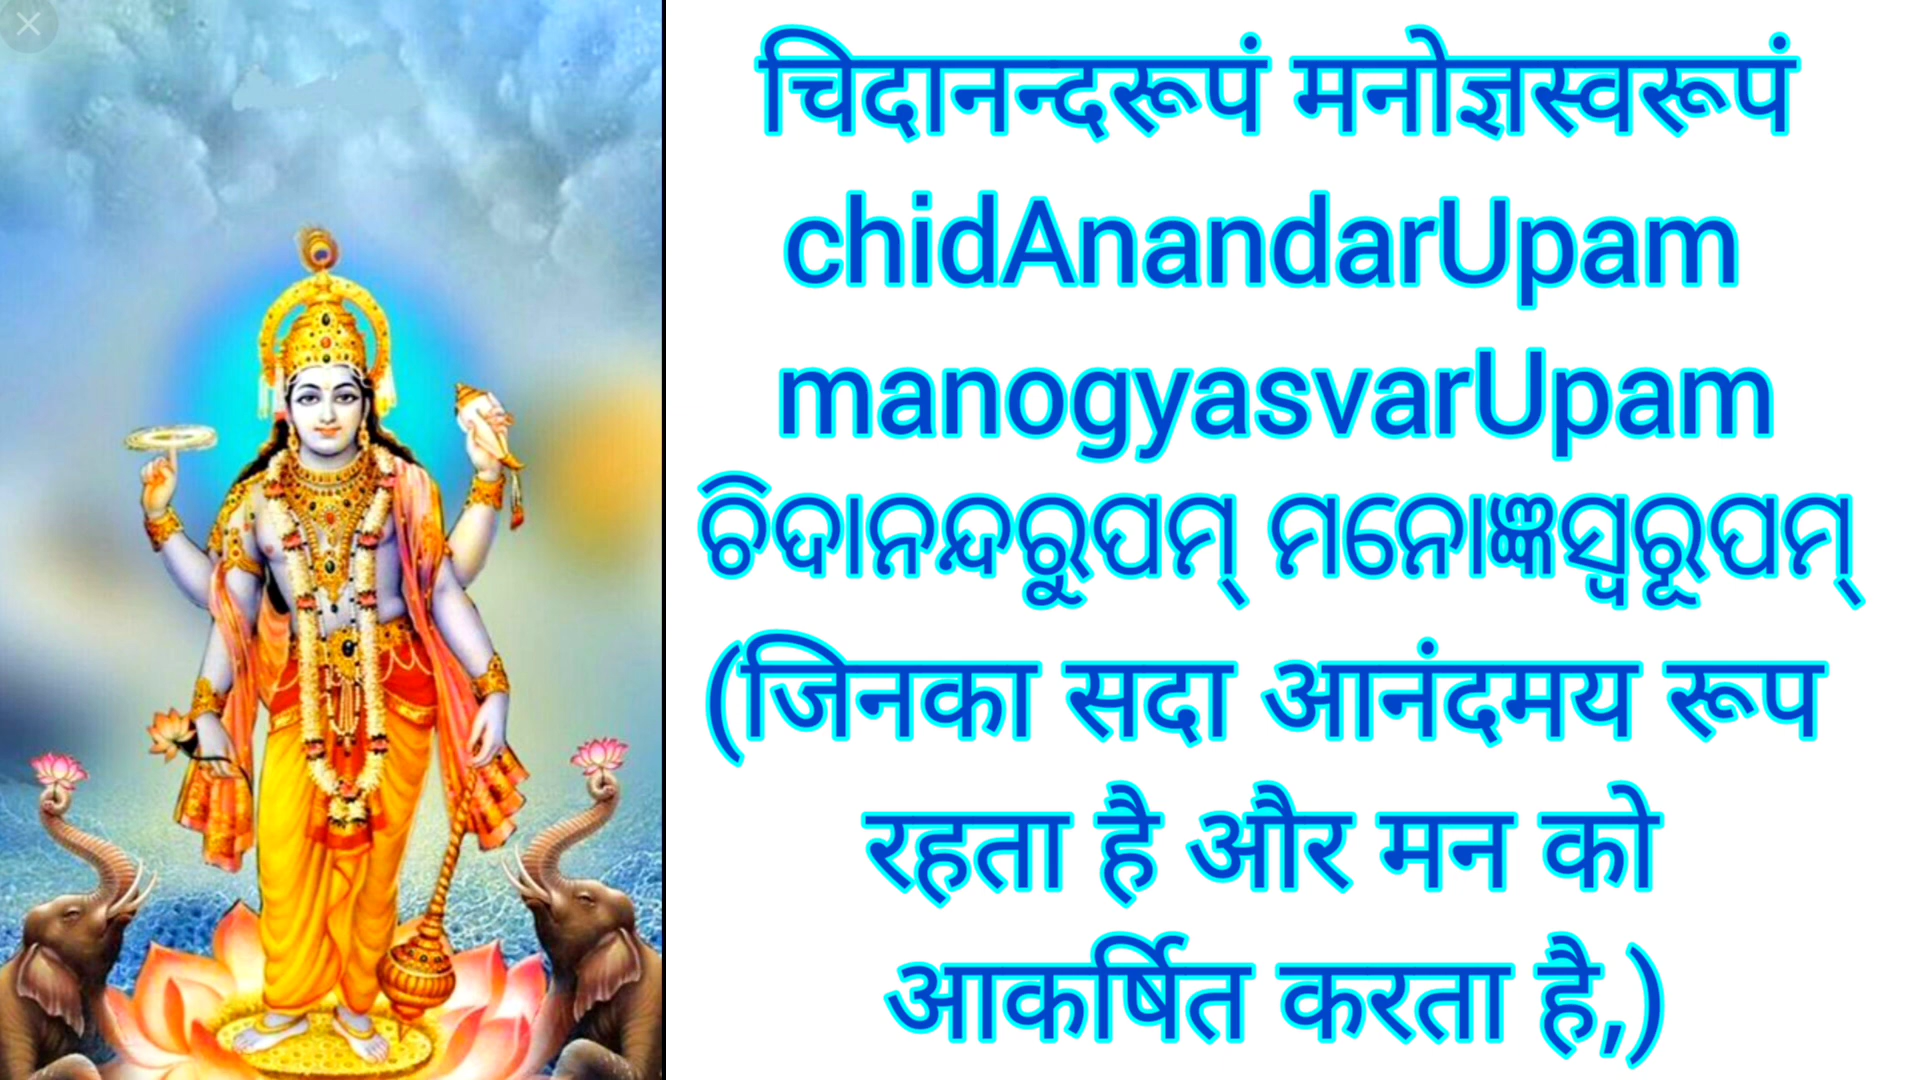 चिदानन्दरूपं मनोज्ञस्वरूपं
chidAnandarUpam
manogyasvarUpam
ଚିଦାନନ୍ଦରୁପମ୍ ମନୋଜ୍ଞସ୍ୱରୂପମ୍
(जिनका सदा आनंदमय रूप
रहता है और मन को
आकर्षित करता है,)